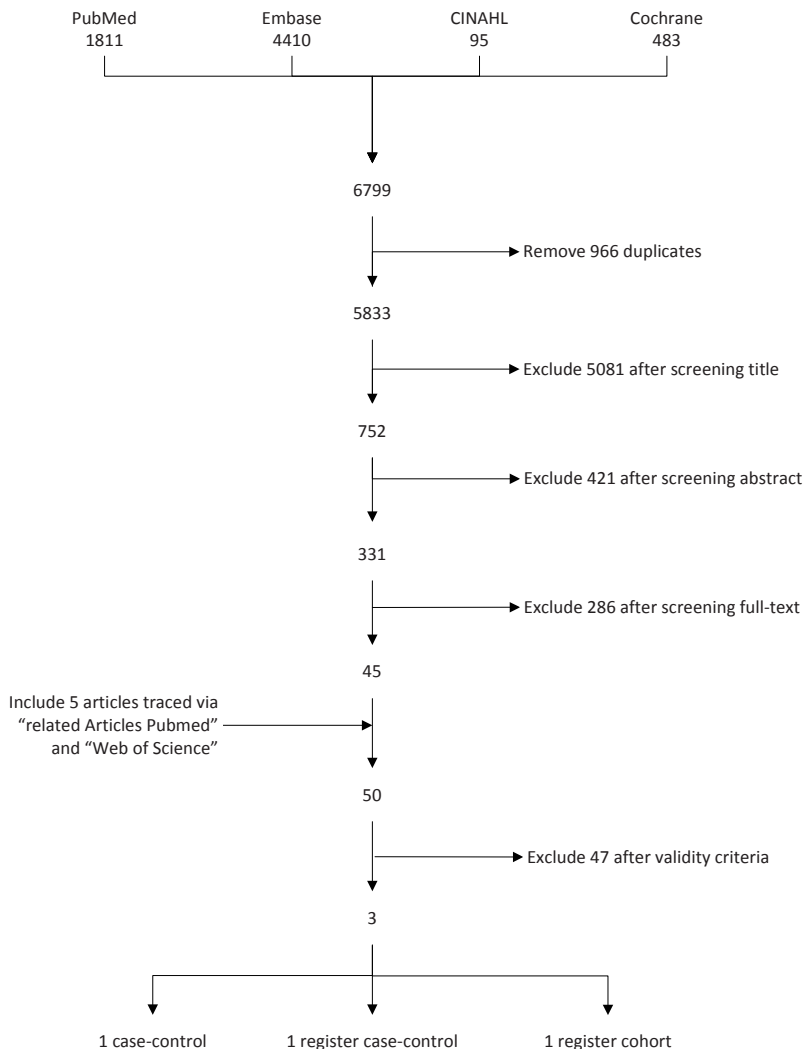 PubMed Embase CINAHL Cochrane
1811 4410 95 483
6799
Remove 966 duplicates
5833
Exclude 5081 after screening title
752
Exclude 421 after screening abstract
331
Exclude 286 after screening full-text
45
Include 5 articles traced via
“related Articles Pubmed”
and “Web of Science”
50
Exclude 47 after validity criteria
3
1 case-control 1 register case-control 1 register cohort